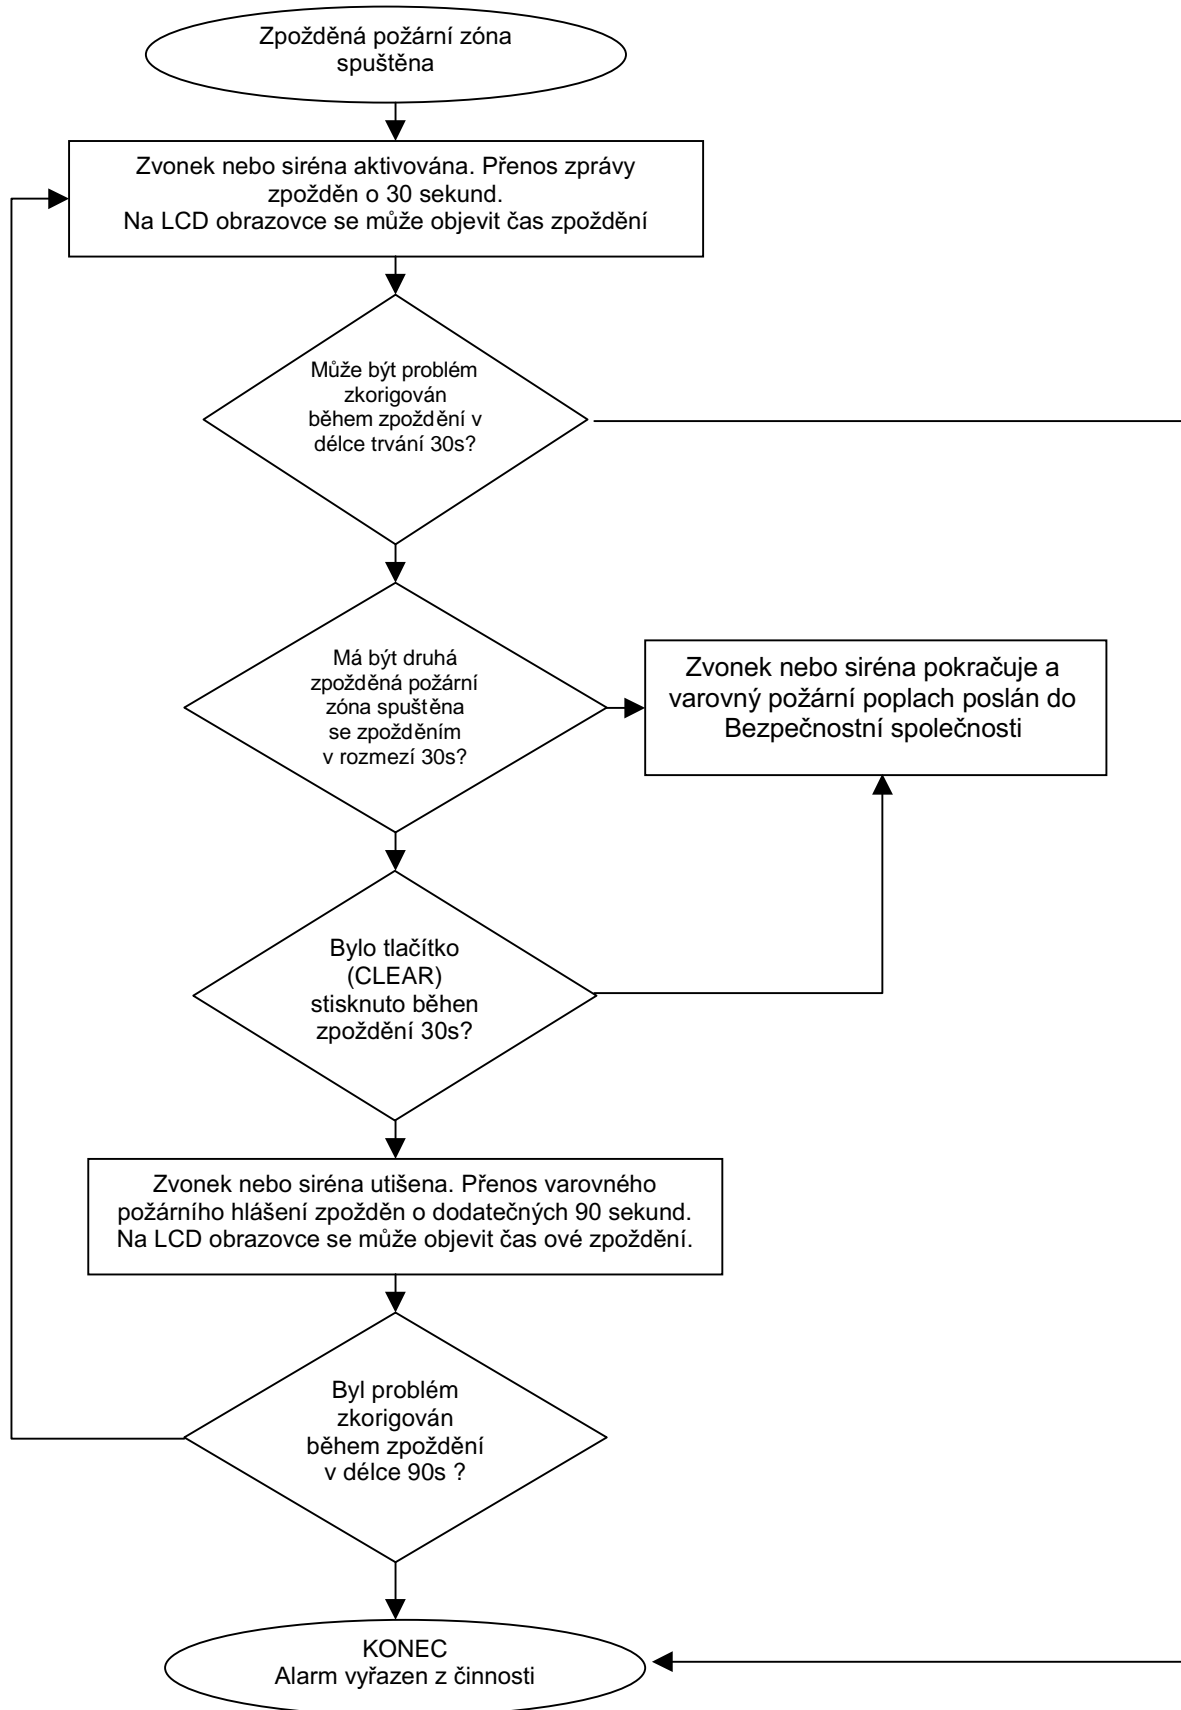 Zpožděná požární zóna
spuštěna
Zvonek nebo siréna aktivována. Přenos zprávy
zpožděn o 30 sekund.
Na LCD obrazovce se může objevit čas zpoždění
Může být problém
zkorigován
během zpoždění v
délce trvání 30s?
Má být druhá
zpožděná požární
zóna spuštěna
se zpožděním
v rozmezí 30s?
Zvonek nebo siréna pokračuje a
varovný požární poplach poslán do
Bezpečnostní společnosti
Bylo tlačítko
(CLEAR)
stisknuto běhen
zpoždění 30s?
Zvonek nebo siréna utišena. Přenos varovného
požárního hlášení zpožděn o dodatečných 90 sekund.
Na LCD obrazovce se může objevit čas ové zpoždění.
Byl problém
zkorigován
během zpoždění
v délce 90s ?
KONEC
Alarm vyřazen z činnosti